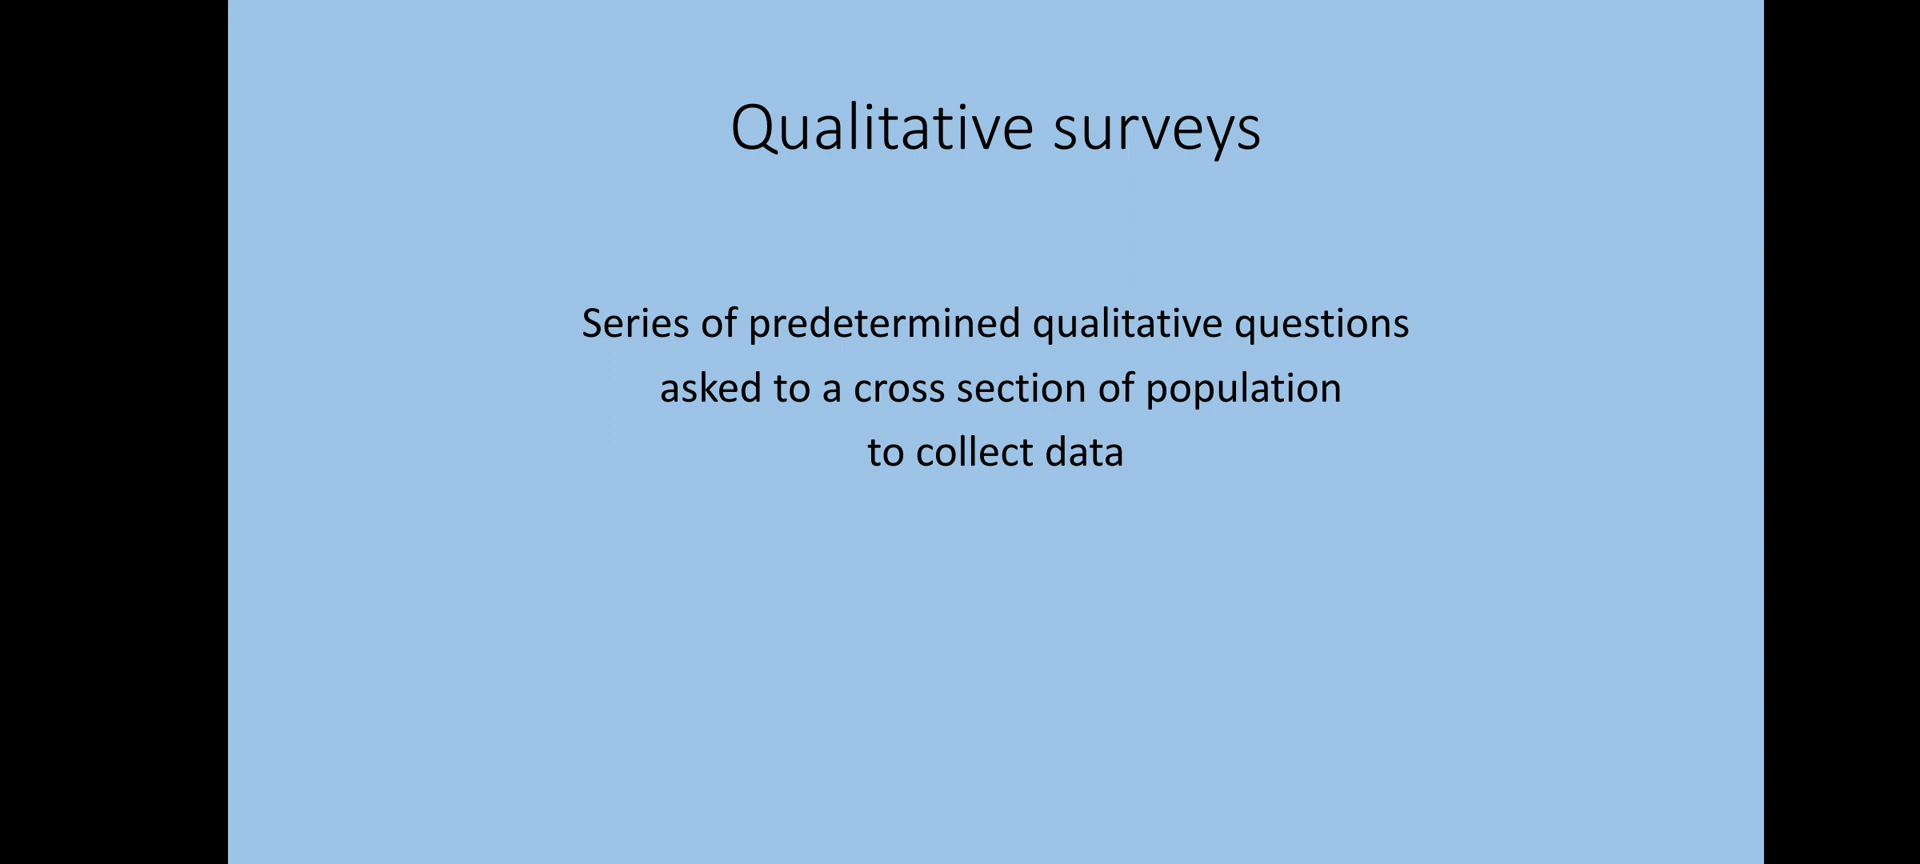 Qualitative surveys
Series of predetermined qualitative questions
asked to a cross section of population
to collect data